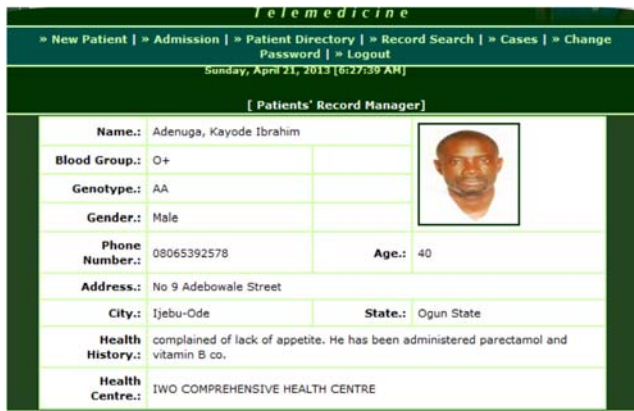 Telemedicine
» New Patient | » Admission | » Patient Directory | » Record Search | » Cases | » Change
Password | » Logout
Sunday, April 21, 2013 [6:27:39 AM]
[ Patients' Record Manager]
Name.: Adenuga, Kayode Ibrahim
Blood Group.: O+
Genotype.: AA
Gender.: Male
Phone
Number.: 08065392578 Age.: 40
Address.: No 9 Adebowale Street
City.: Ijebu-Ode State.: Ogun State
Health
History.: complained of lack of appetite. He has been administered parectamol and
vitamin B co.
Health
Centre.: IWO COMPREHENSIVE HEALTH CENTRE